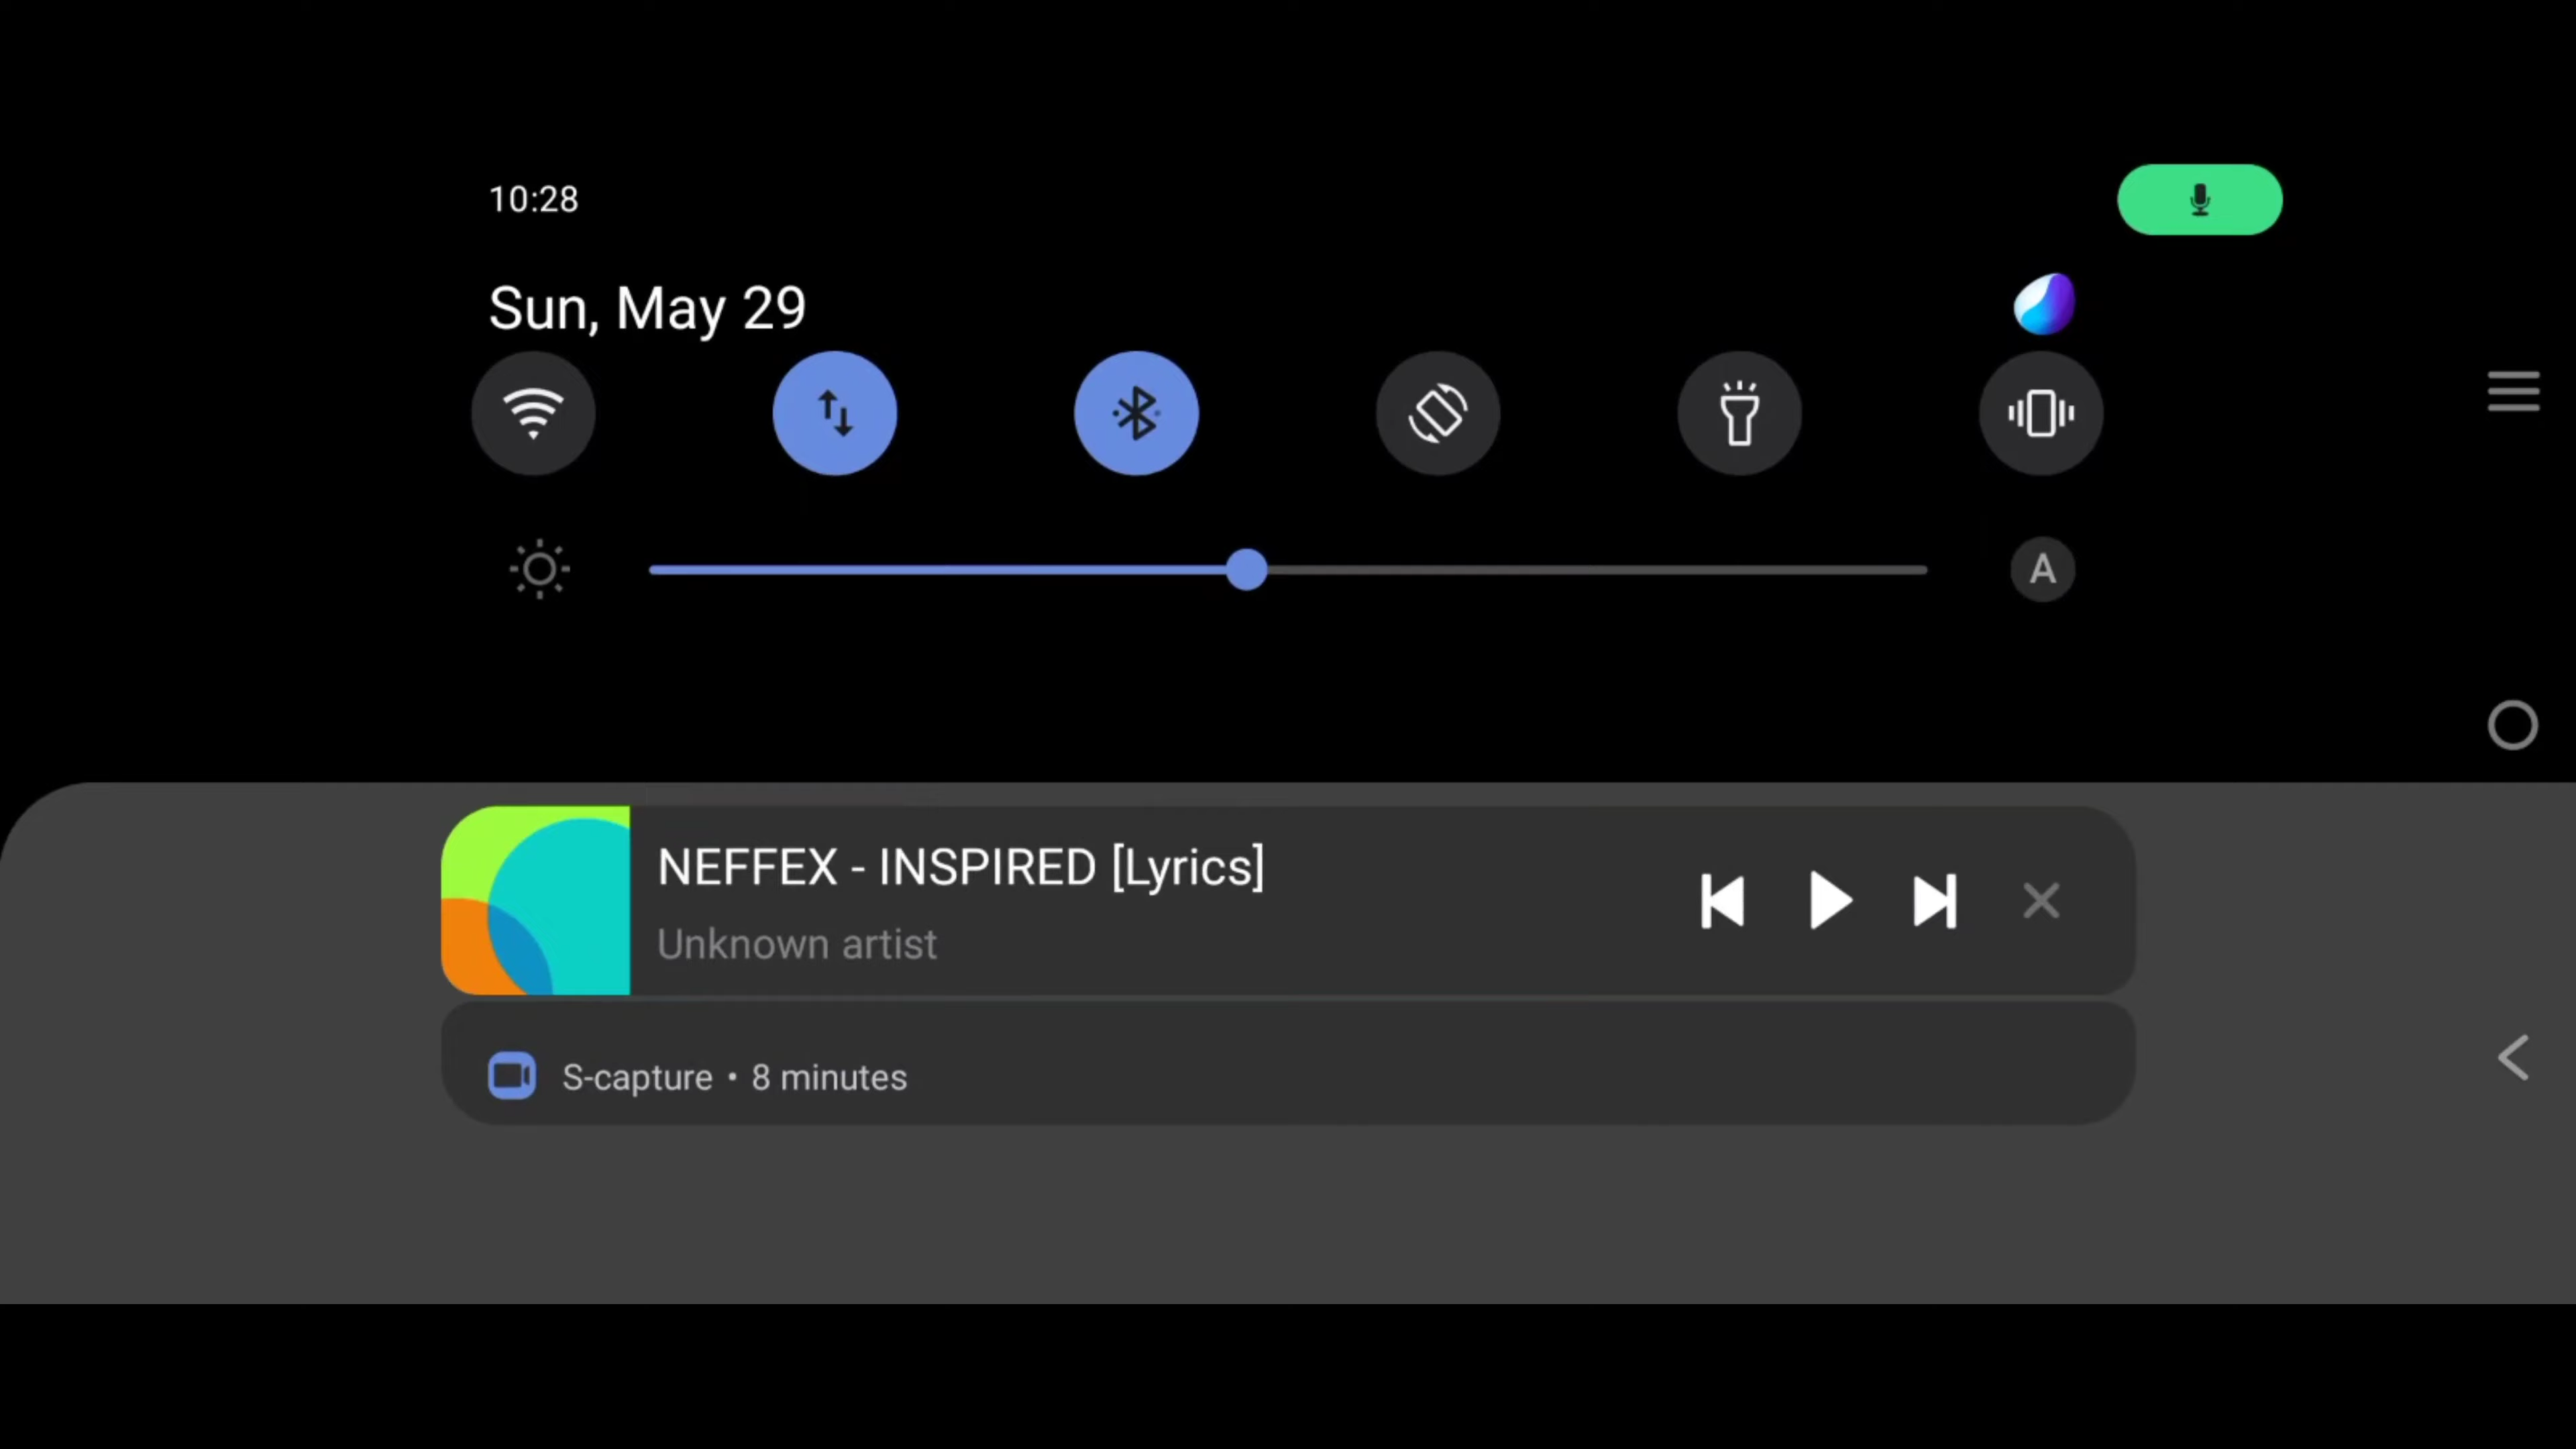 10:28
Sun, May 29
A
NEFFEX - INSPIRED [Lyrics]
Unknown artist
S-capture • 8 minutes